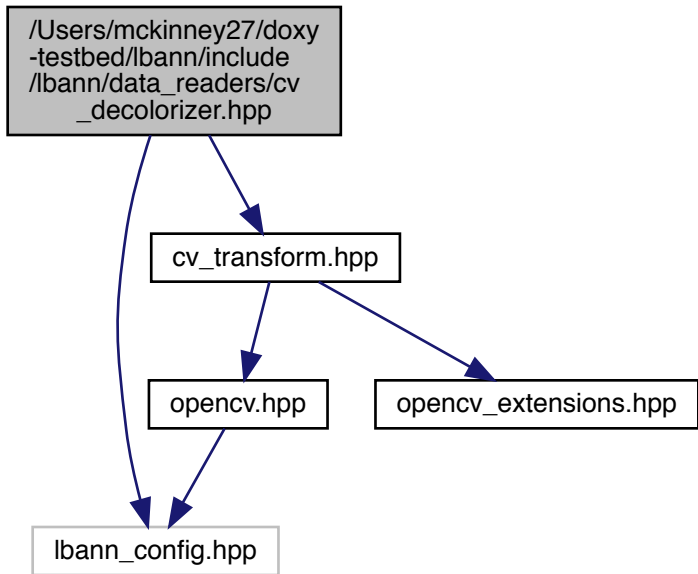 /Users/mckinney27/doxy
-testbed/lbann/include
/lbann/data_readers/cv
_decolorizer.hpp
cv_transform.hpp
opencv.hpp
opencv_extensions.hpp
lbann_config.hpp